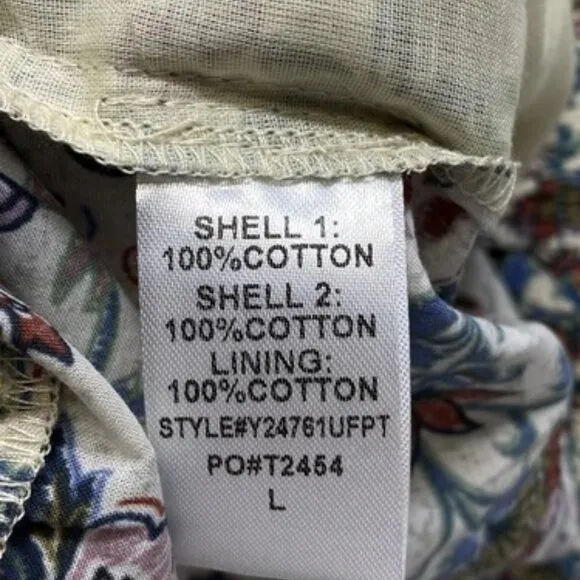 SHELL 1:
100%COTTON
SHELL 2:
100%COTTON
LINING:
100%COTTON
STYLE#Y24761UFPT
PO#T2454
L